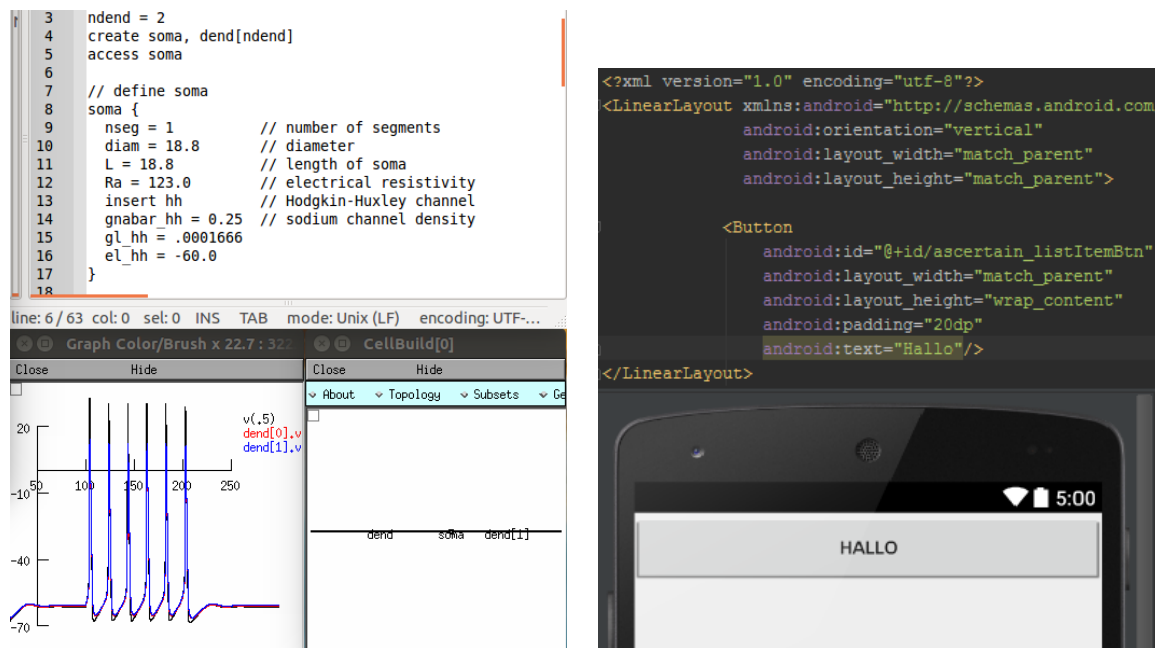 3 ndend = 2
4 create soma, dend[ndend]
5 access soma
6
7 // define soma
8 soma {
9 nseg = 1 // number of segments
10 diam = 18.8 // diameter
11 L = 18.8 // length of soma
12 Ra = 123.0 // electrical resistivity
13 insert hh // Hodgkin-Huxley channel
14 gnabar_hh = 0.25 // sodium channel density
15 gl_hh = .0001666
16 el_hh = -60.0
17 }
18
line: 6 / 63 col: 0 sel: 0 INS TAB mode: Unix (LF) encoding: UTF-...
Graph Color/Brush x 22.7 : 322
Close Hide
v(.5)
dend[0].v
dend[1].v
20
50 100 150 200 250
-10
-40
-70
CellBuild[0]
Close Hide
About Topology Subsets Ge
dend soma dend[1]
<?xml version="1.0" encoding="utf-8"?>
<LinearLayout xmlns:android="http://schemas.android.com
android:orientation="vertical"
android:layout_width="match_parent"
android:layout_height="match_parent">
<Button
android:id="@+id/ascertain_listItemBtn"
android:layout_width="match_parent"
android:layout_height="wrap_content"
android:padding="20dp"
android:text="Hallo"/>
</LinearLayout>
5:00
HALLO